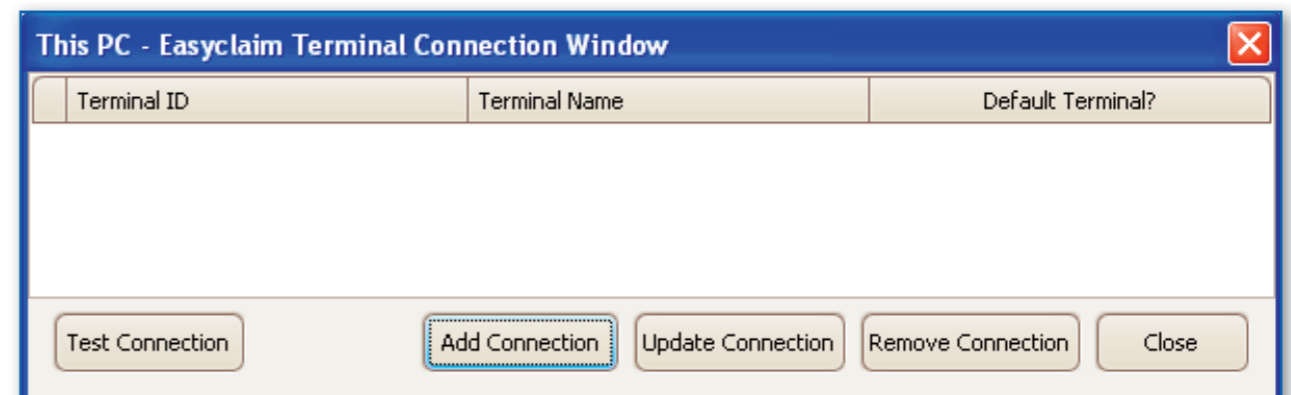 This PC - Easyclaim Terminal Connection Window
Terminal ID Terminal Name Default Terminal?
Test Connection Add Connection Update Connection Remove Connection Close